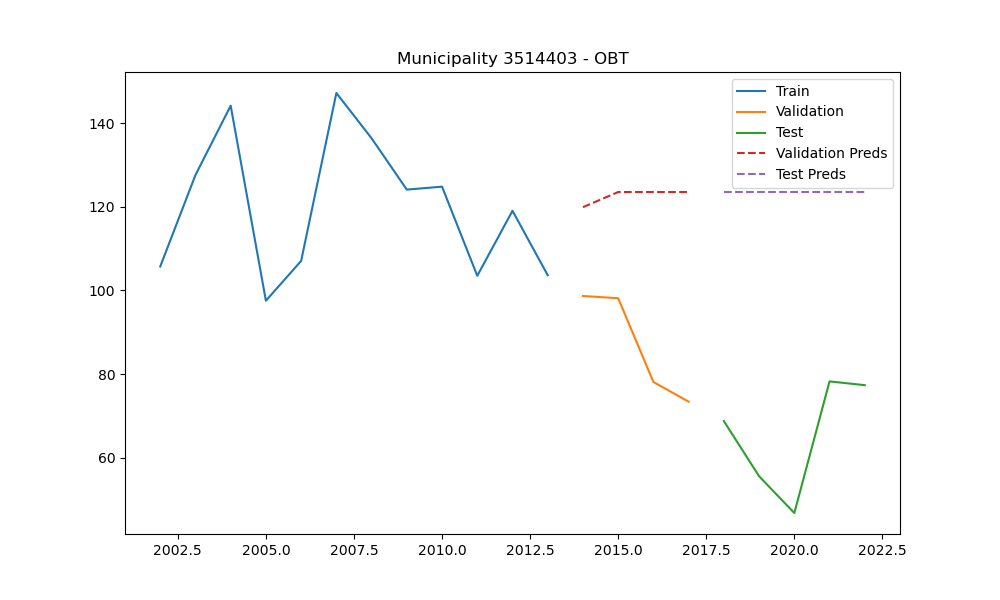 Municipality 3514403 - OBT
Train
Validation
Test
Validation Preds
Test Preds
140
120
100
80
60
2002.5 2005.0 2007.5 2010.0 2012.5 2015.0 2017.5 2020.0 2022.5